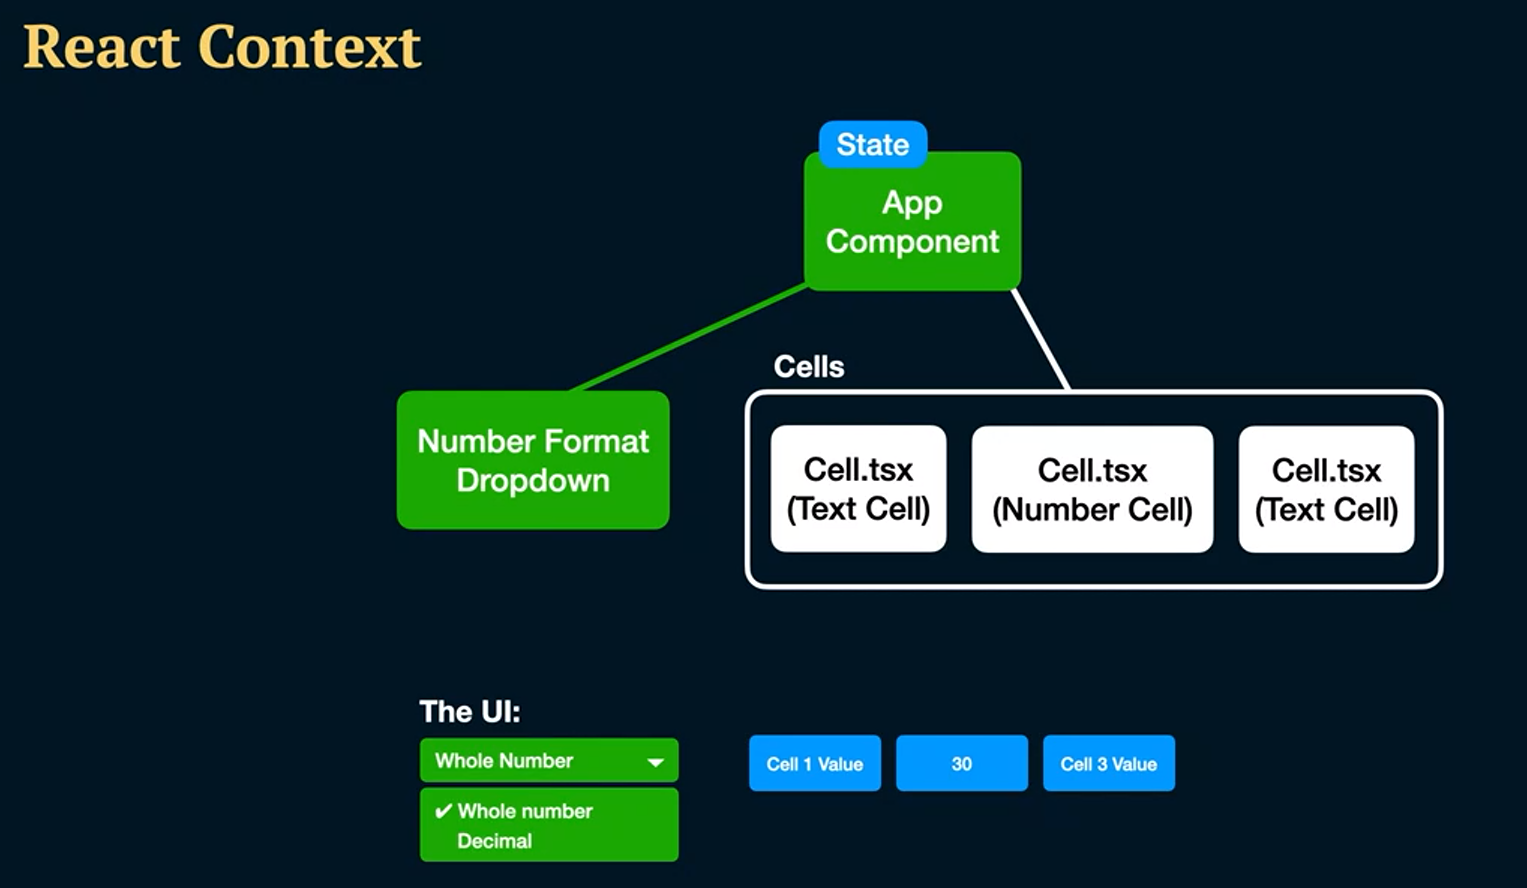 React Context
State
App
Component
Cells
Number Format
Dropdown
Cell.tsx
(Text Cell)
Cell.tsx
(Number Cell)
Cell.tsx
(Text Cell)
The UI:
Whole Number
✔ Whole number
Decimal
Cell 1 Value
30
Cell 3 Value